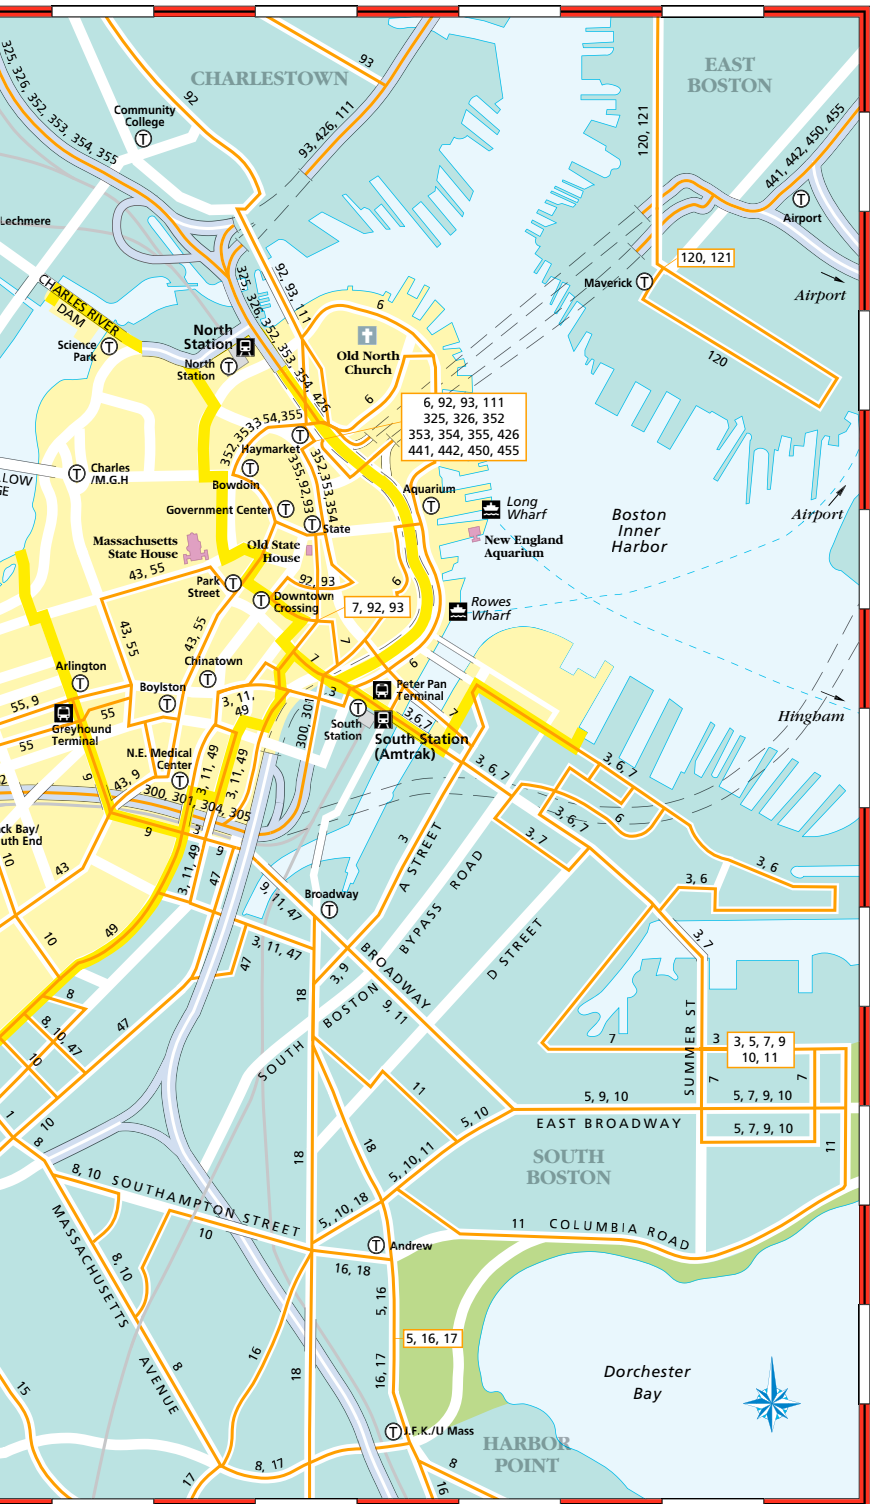 325, 326, 352, 353, 354, 355
92
93
CHARLESTOWN
EAST
BOSTON
Community
College
T
93, 426, 111
120, 121
441, 442, 450, 455
T
Airport
Lechmere
120, 121
Maverick
T
Airport
92, 93, 111
325, 326, 352, 353, 354, 426
CHARLES RIVER
DAM
Science
Park
T
North
Station
North
Station
T
6
Old North
Church
120
6
6, 92, 93, 111
325, 326, 352
353, 354, 355, 426
441, 442, 450, 455
352,353
3 54,355
T
Haymarket
T
Bowdoin
355,92,93
352,353,354
Charles
/M.G.H
T
LOW
GE
Aquarium
T
Long
Wharf
Boston
Inner
Harbor
Airport
Government Center
T
T
State
New England
Aquarium
Massachusetts
State House
Old State
House
43, 55
Park
Street
T
92, 93
6
Downtown
Crossing
T
7, 92, 93
Rowes
Wharf
43, 55
43, 55
7
7
6
Chinatown
T
Arlington
T
Boylston
T
Peter Pan
Terminal
3
3, 11,
49
300, 301
South
Station
T
3,6,7
7
South Station
(Amtrak)
Hingham
55, 9
55
55
Greyhound
Terminal
N.E. Medical
Center
T
3, 11, 49
3, 11, 49
9
43, 9
300, 301, 304, 305
3, 6, 7
3, 6, 7
3, 6, 7
6
3, 7
ck Bay/
uth End
9
3
9
10
43
3, 11, 49
47
3
A STREET
3, 6
3, 6
Broadway
T
9, 11, 47
BYPASS ROAD
D STREET
49
10
3, 11, 47
47
3, 9
BROADWAY
9, 11
3, 7
18
8
8, 10, 47
47
SOUTH BOSTON
SUMMER ST
7
3
3, 5, 7, 9
10, 11
10
11
7
7
5, 9, 10
5, 7, 9, 10
5, 10
EAST BROADWAY
5, 7, 9, 10
1
10
8
18
18
5, ,10, 11
11
SOUTH
BOSTON
8, 10
SOUTHAMPTON STREET
10
5, ,10, 18
11
COLUMBIA ROAD
T
Andrew
16, 18
MASSACHUSETTS
AVENUE
8, 10
5, 16
5, 16, 17
16
18
16, 17
8
Dorchester
Bay
15
T
J.F.K./U Mass
HARBOR
POINT
8, 17
17
8
16